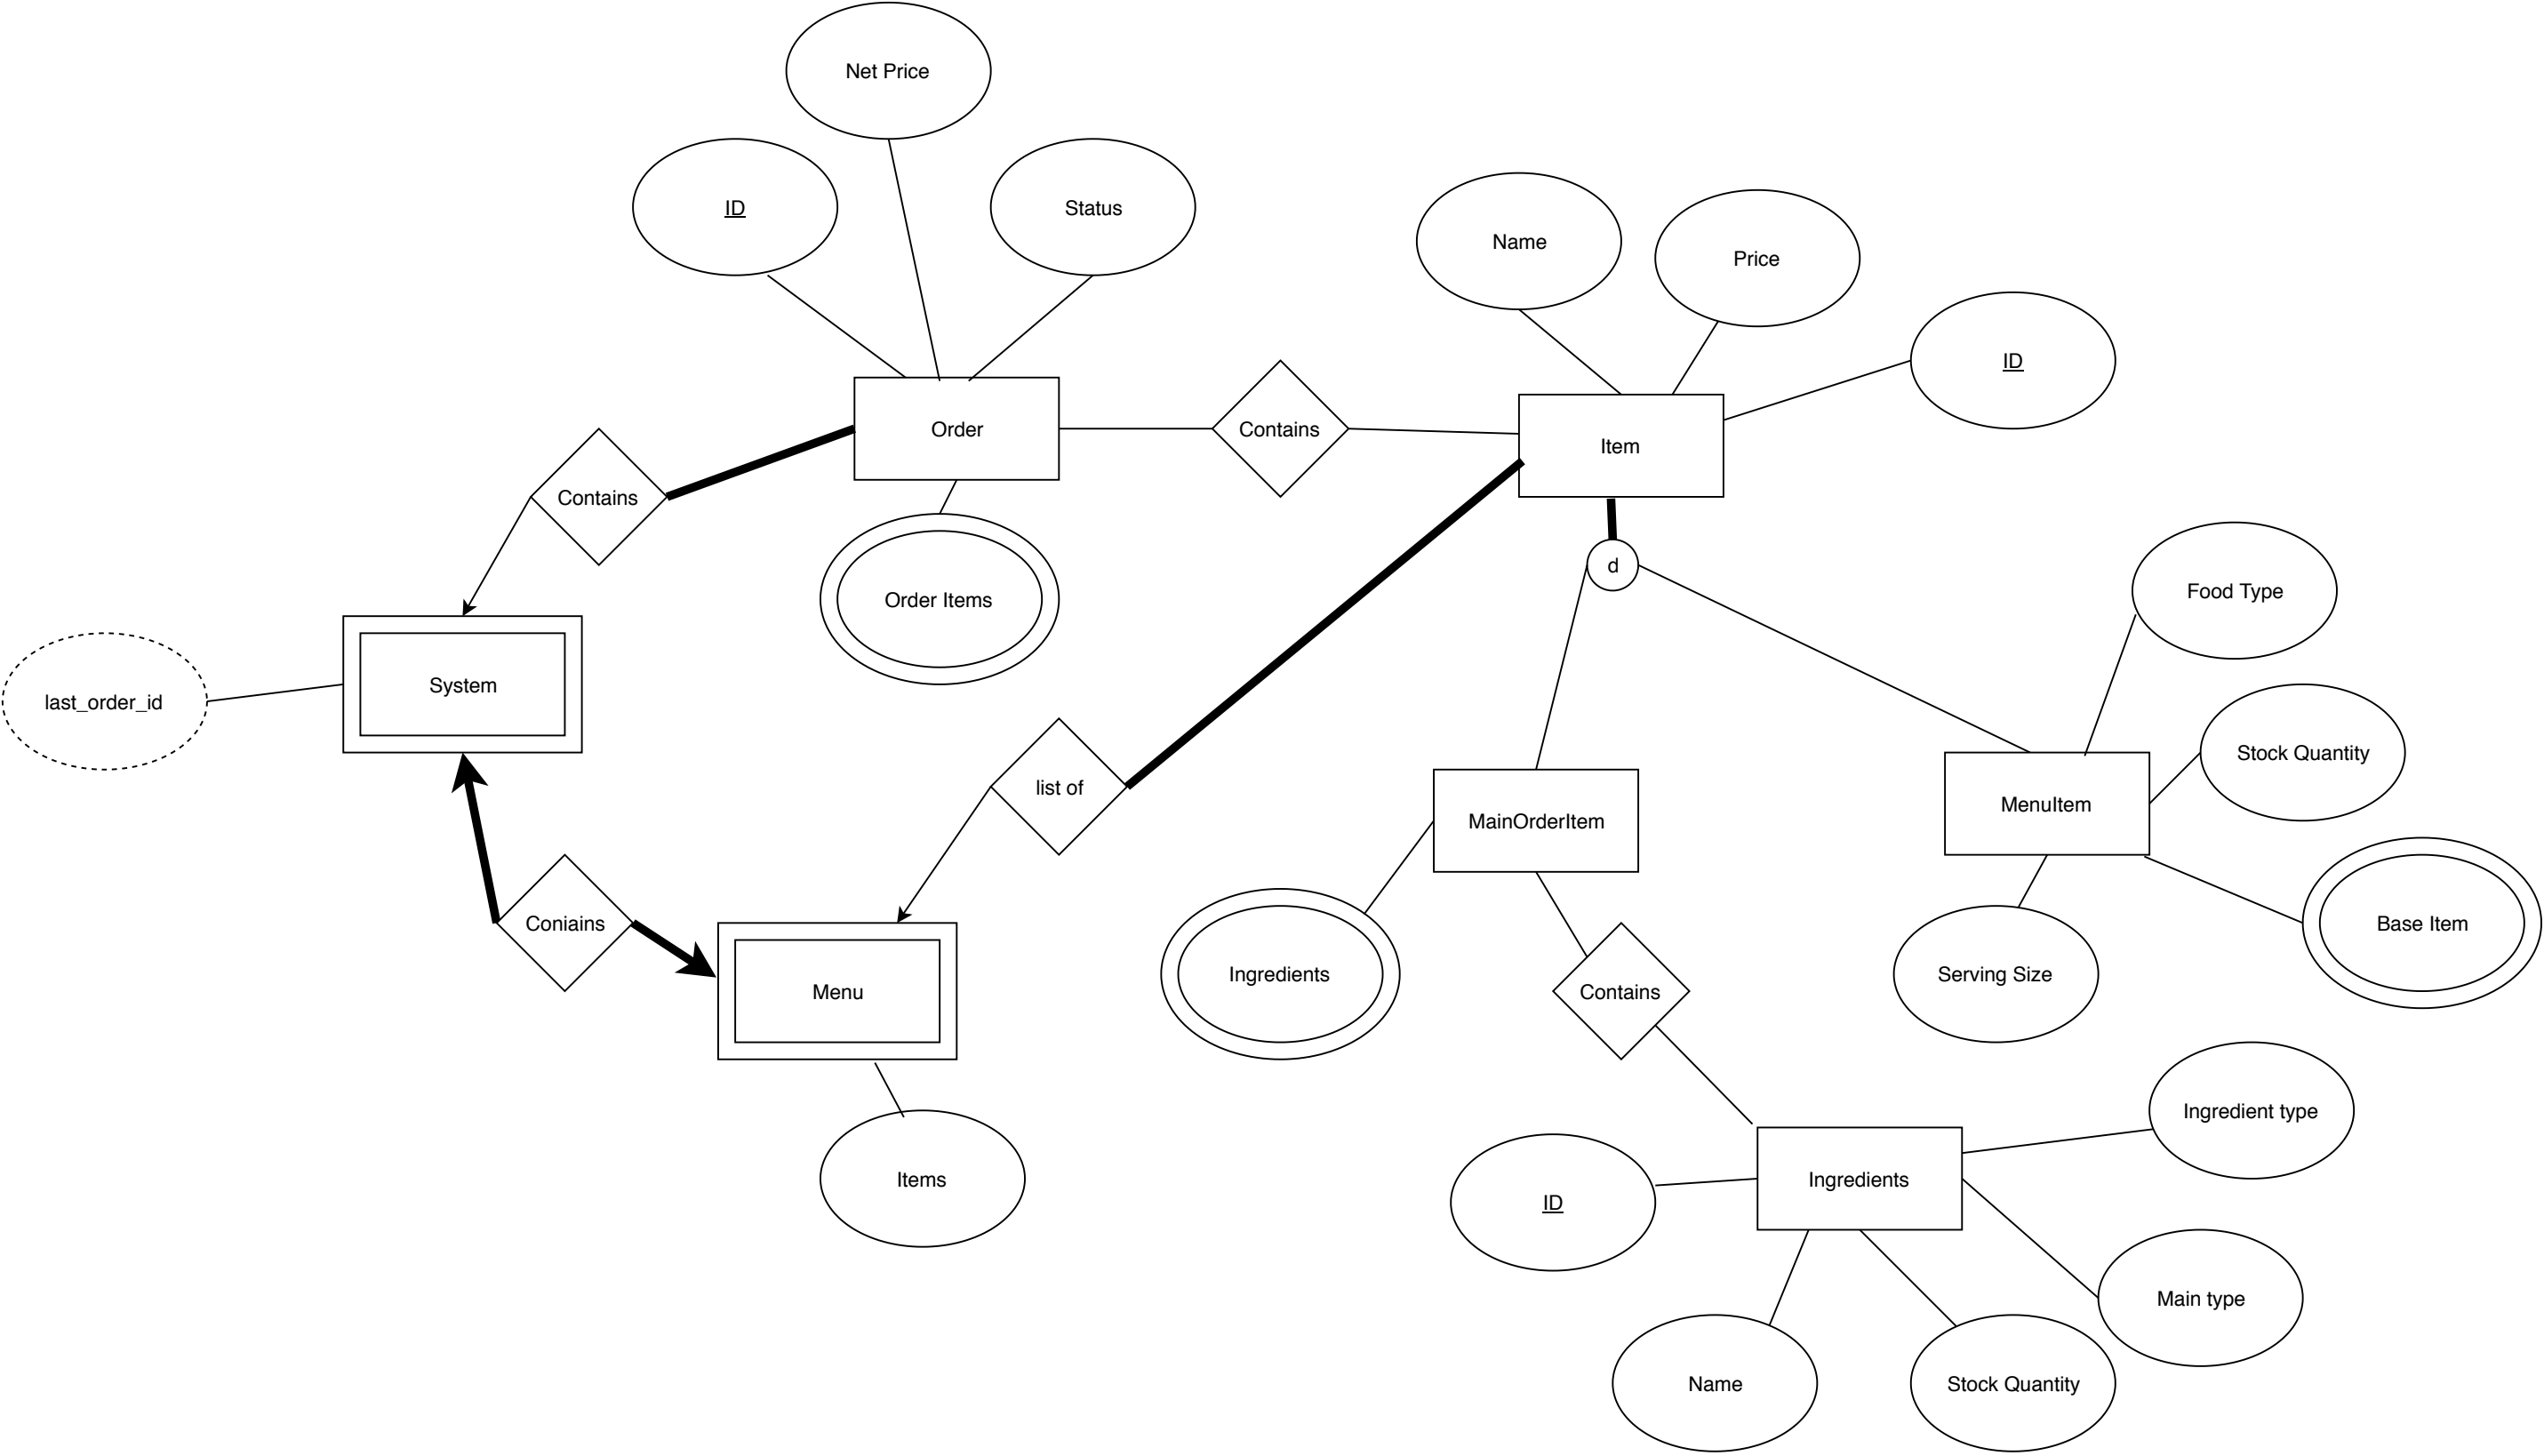 Net Price
ID
Status
Name
Price
ID
Order
Contains
Item
Contains
d
Order Items
Food Type
System
last_order_id
Stock Quantity
list of
MainOrderItem
MenuItem
Coniains
Menu
Ingredients
Contains
Serving Size
Base Item
Ingredient type
Items
ID
Ingredients
Main type
Name
Stock Quantity